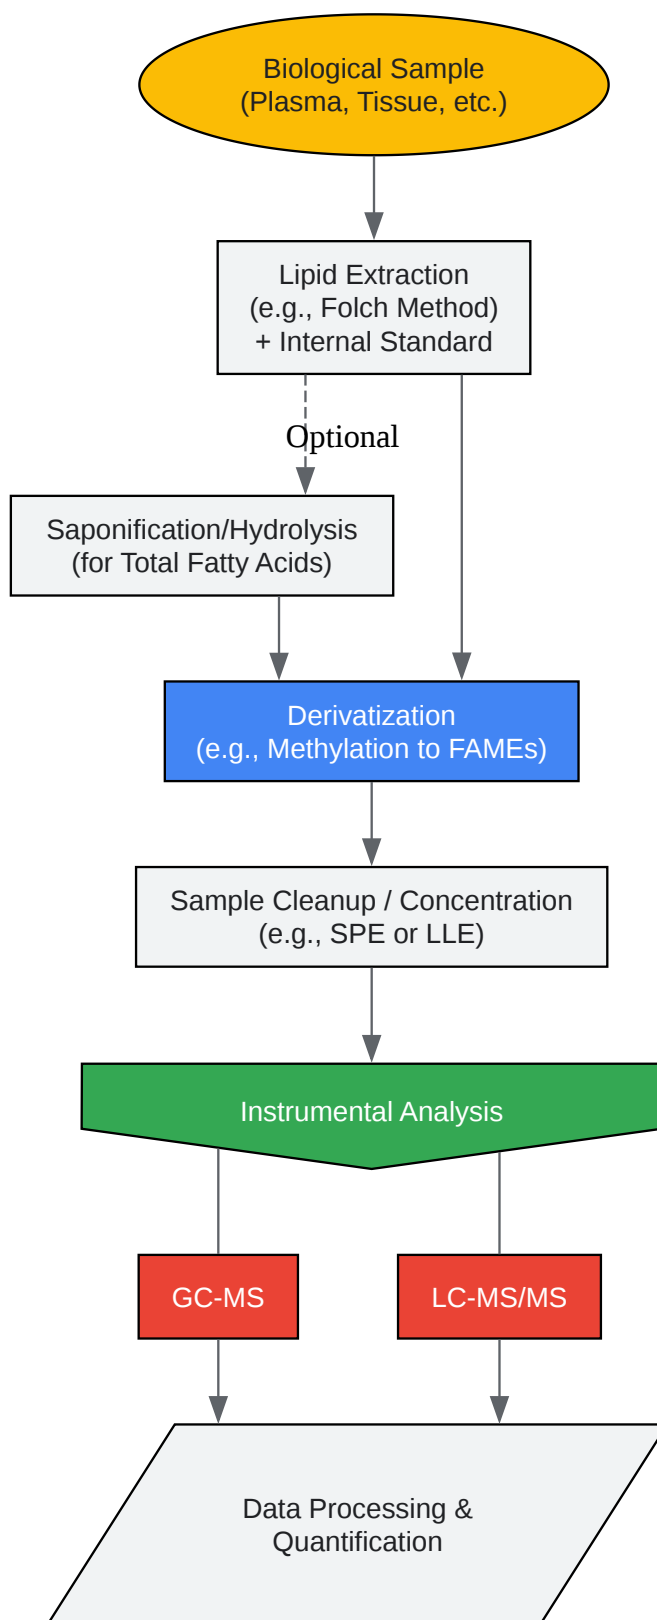 Biological Sample
(Plasma, Tissue, etc.)
Lipid Extraction
(e.g., Folch Method)
+ Internal Standard
Optional
Saponification/Hydrolysis
(for Total Fatty Acids)
Derivatization
(e.g., Methylation to FAMEs)
Sample Cleanup / Concentration
(e.g., SPE or LLE)
Instrumental Analysis
GC-MS
LC-MS/MS
Data Processing &
Quantification